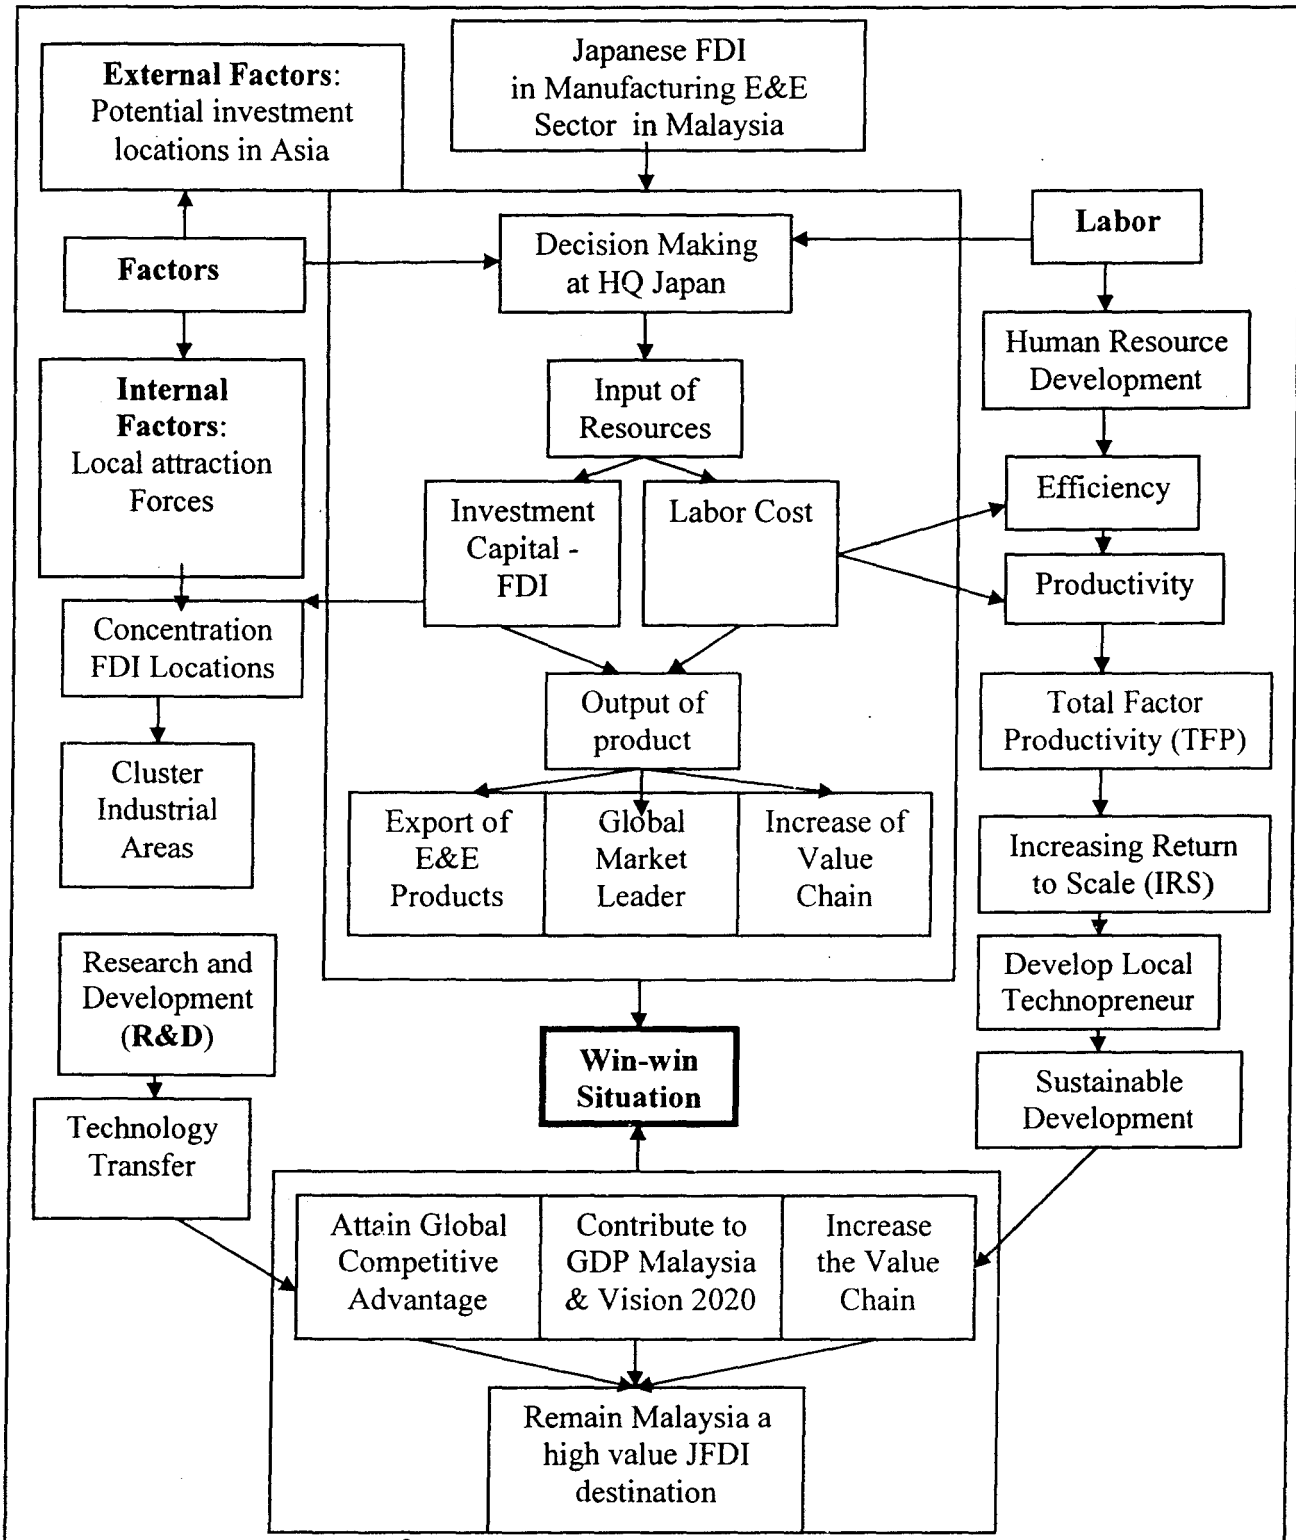 External Factors:
Potential investment
locations in Asia
Japanese FDI
in Manufacturing E&E
Sector in Malaysia
Factors
Decision Making
at HQ Japan
Labor
Internal
Factors:
Local attraction
Forces
Input of
Resources
Human Resource
Development
Investment
Capital -
FDI
Labor Cost
Efficiency
Productivity
Concentration
FDI Locations
Output of
product
Total Factor
Productivity (TFP)
Cluster
Industrial
Areas
Export of
E&E
Products
Global
Market
Leader
Increase of
Value
Chain
Increasing Return
to Scale (IRS)
Research and
Development
(R&D)
Develop Local
Technopreneur
Win-win
Situation
Sustainable
Development
Technology
Transfer
Attain Global
Competitive
Advantage
Contribute to
GDP Malaysia
& Vision 2020
Increase
the Value
Chain
Remain Malaysia a
high value JFDI
destination